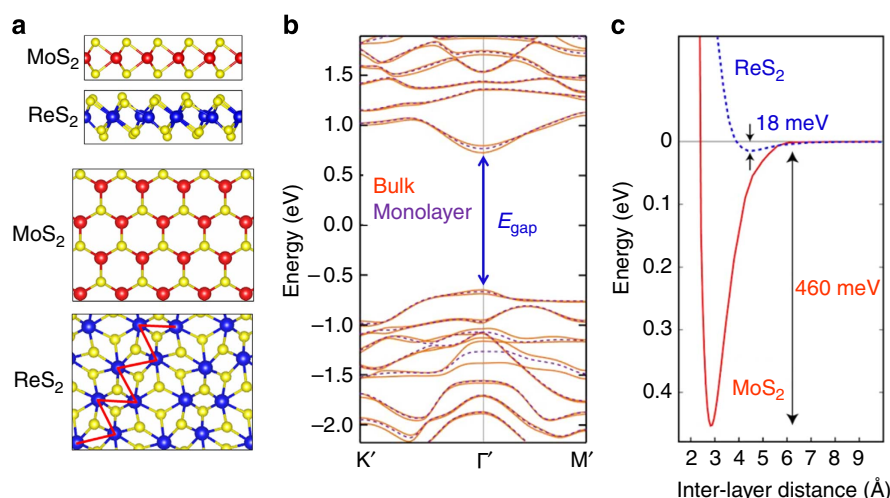 a
MoS₂
ReS₂
MoS₂
ReS₂
b
Energy (eV)
1.5
1.0
0.5
0.0
−0.5
−1.0
−1.5
−2.0
Bulk
Monolayer
E_gap
K′ Γ′ M′
c
Energy (eV)
0
0.1
0.2
0.3
0.4
ReS₂
18 meV
460 meV
MoS₂
2 3 4 5 6 7 8 9
Inter-layer distance (Å)